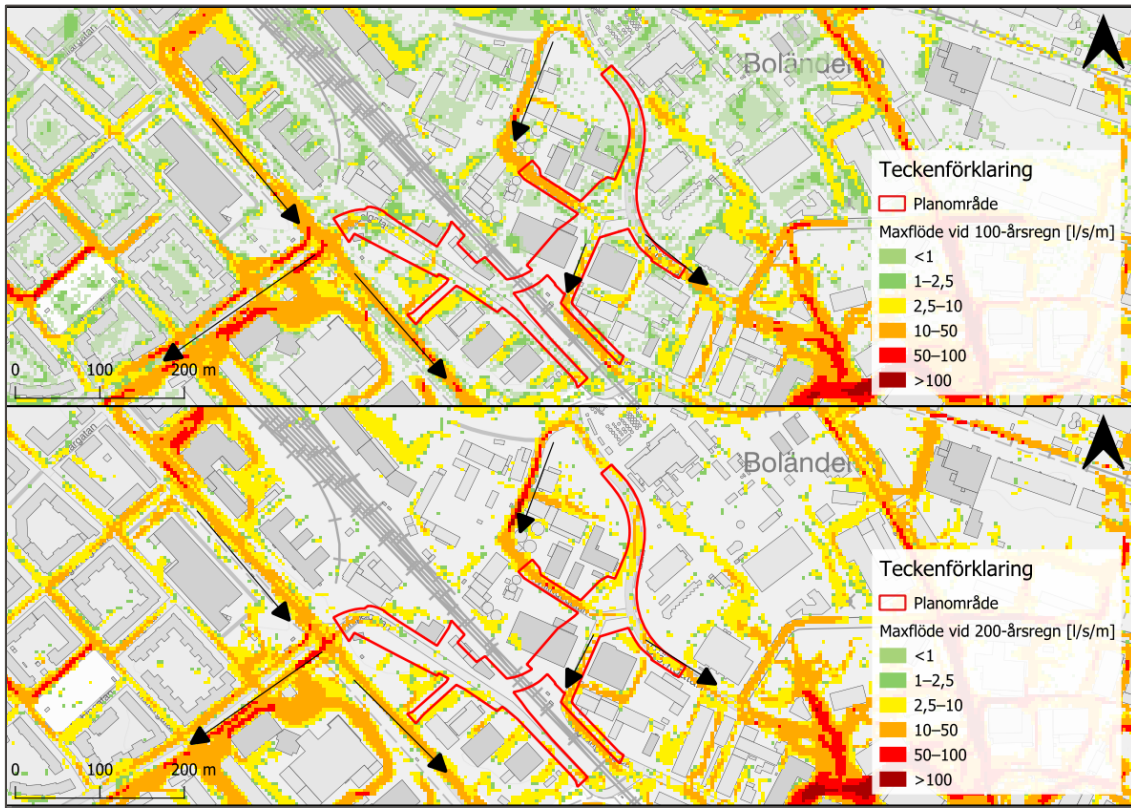 Boländer
Teckenförklaring
Planområde
Maxflöde vid 100-årsregn [l/s/m]
<1
1–2,5
2,5–10
10–50
50–100
>100
0 100 200 m
Boländer
Teckenförklaring
Planområde
Maxflöde vid 200-årsregn [l/s/m]
<1
1–2,5
2,5–10
10–50
50–100
>100
0 100 200 m